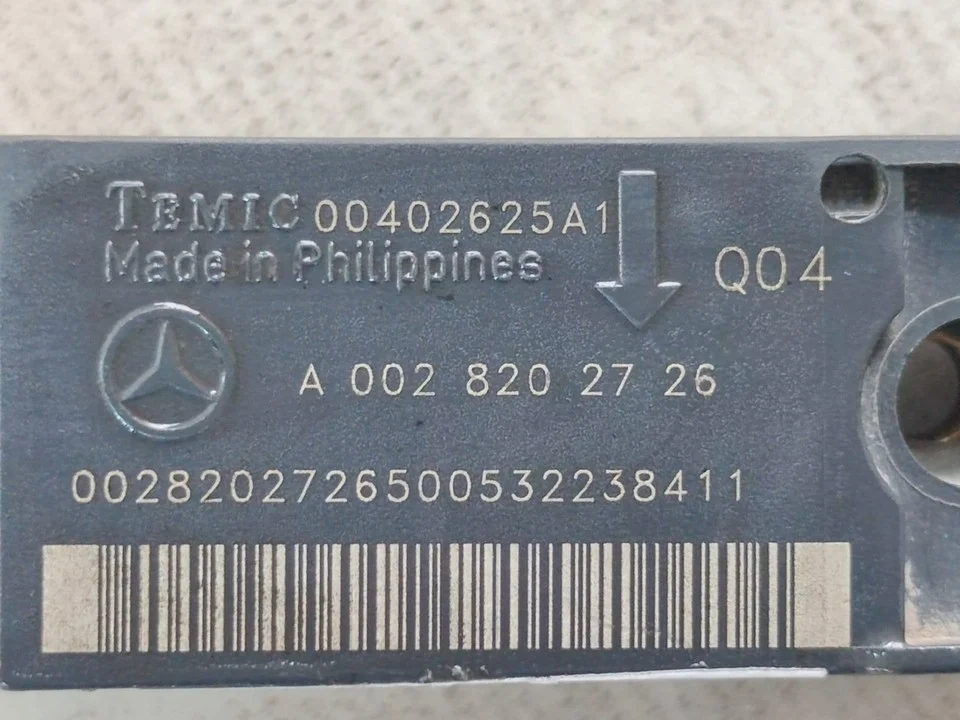 TEMIC 00402625A1
Made in Philippines
Q04
A 002 820 27 26
0028202726500532238411